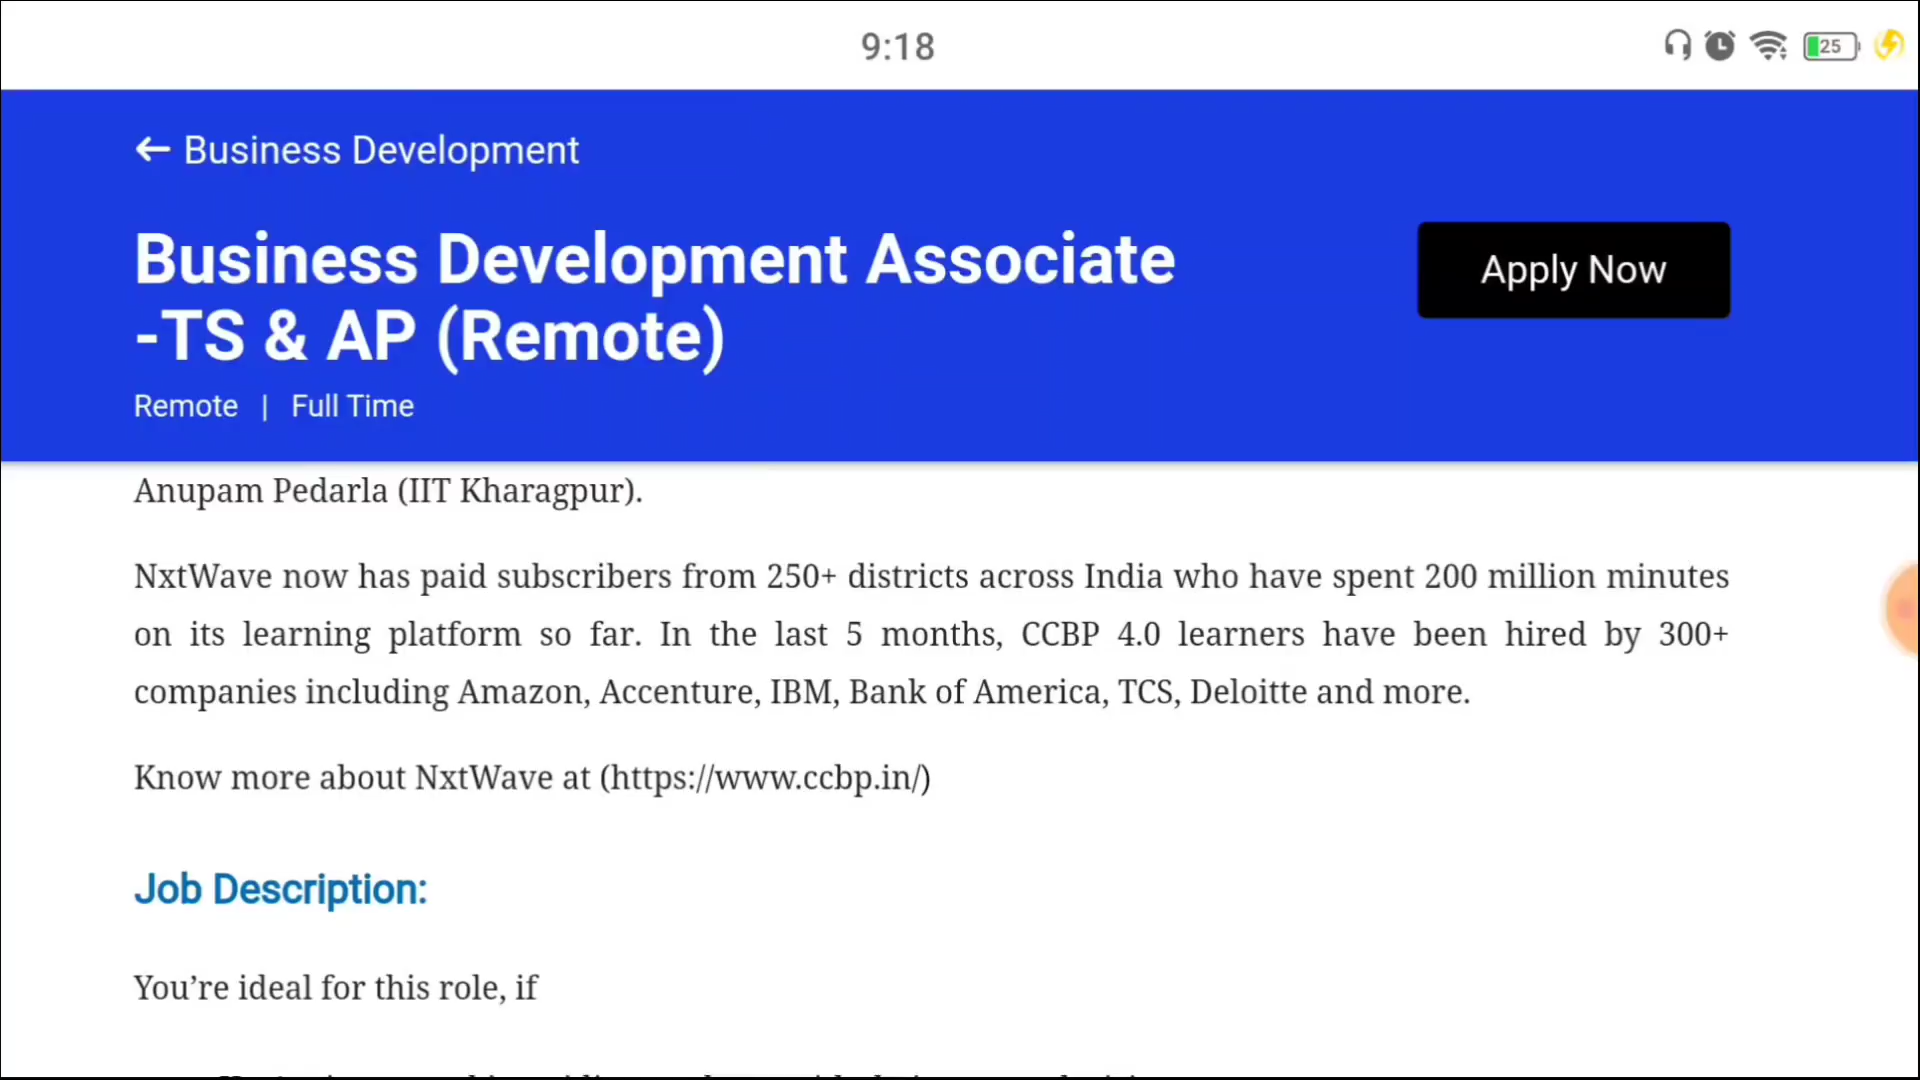 9:18
25
← Business Development
Business Development Associate
-TS & AP (Remote)
Apply Now
Remote | Full Time
Anupam Pedarla (IIT Kharagpur).
NxtWave now has paid subscribers from 250+ districts across India who have spent 200 million minutes
on its learning platform so far. In the last 5 months, CCBP 4.0 learners have been hired by 300+
companies including Amazon, Accenture, IBM, Bank of America, TCS, Deloitte and more.
Know more about NxtWave at (https://www.ccbp.in/)
Job Description:
You’re ideal for this role, if